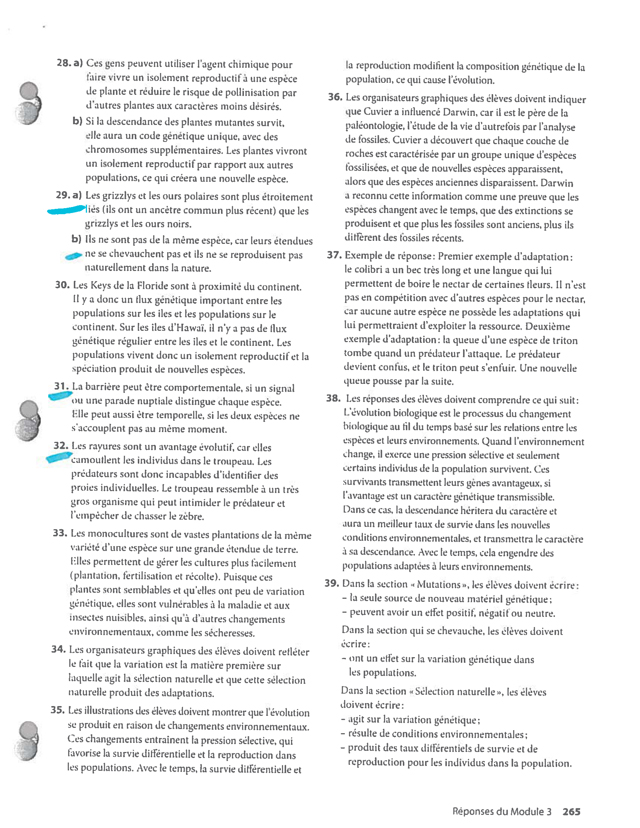 28. a) Ces gens peuvent utiliser l'agent chimique pour
faire vivre un isolement reproductif à une espèce
de plante et réduire le risque de pollinisation par
d'autres plantes aux caractères moins désirés.
b) Si la descendance des plantes mutantes survit,
elle aura un code génétique unique, avec des
chromosomes supplémentaires. Les plantes vivront
un isolement reproductif par rapport aux autres
populations, ce qui créera une nouvelle espèce.
29. a) Les grizzlys et les ours polaires sont plus étroitement
liés (ils ont un ancêtre commun plus récent) que les
grizzlys et les ours noirs.
b) Ils ne sont pas de la même espèce, car leurs étendues
ne se chevauchent pas et ils ne se reproduisent pas
naturellement dans la nature.
30. Les Keys de la Floride sont à proximité du continent.
Il y a donc un flux génétique important entre les
populations sur les îles et les populations sur le
continent. Sur les îles d'Hawaï, il n'y a pas de flux
génétique régulier entre les îles et le continent. Les
populations vivent donc un isolement reproductif et la
spéciation produit de nouvelles espèces.
31. La barrière peut être comportementale, si un signal
ou une parade nuptiale distingue chaque espèce.
Elle peut aussi être temporelle, si les deux espèces ne
s'accouplent pas au même moment.
32. Les rayures sont un avantage évolutif, car elles
camouflent les individus dans le troupeau. Les
prédateurs sont donc incapables d'identifier des
proies individuelles. Le troupeau ressemble à un très
gros organisme qui peut intimider le prédateur et
l'empêcher de chasser le zèbre.
33. Les monocultures sont de vastes plantations de la même
variété d'une espèce sur une grande étendue de terre.
Elles permettent de gérer les cultures plus facilement
(plantation, fertilisation et récolte). Puisque ces
plantes sont semblables et qu'elles ont peu de variation
génétique, elles sont vulnérables à la maladie et aux
insectes nuisibles, ainsi qu'à d'autres changements
environnementaux, comme les sécheresses.
34. Les organisateurs graphiques des élèves doivent refléter
le fait que la variation est la matière première sur
laquelle agit la sélection naturelle et que cette sélection
naturelle produit des adaptations.
35. Les illustrations des élèves doivent montrer que l'évolution
se produit en raison de changements environnementaux.
Ces changements entraînent la pression sélective, qui
favorise la survie différentielle et la reproduction dans
les populations. Avec le temps, la survie différentielle et
la reproduction modifient la composition génétique de la
population, ce qui cause l'évolution.
36. Les organisateurs graphiques des élèves doivent indiquer
que Cuvier a influencé Darwin, car il est le père de la
paléontologie, l'étude de la vie d'autrefois par l'analyse
de fossiles. Cuvier a découvert que chaque couche de
roches est caractérisée par un groupe unique d'espèces
fossilisées, et que de nouvelles espèces apparaissent,
alors que des espèces anciennes disparaissent. Darwin
a reconnu cette information comme une preuve que les
espèces changent avec le temps, que des extinctions se
produisent et que plus les fossiles sont anciens, plus ils
diffèrent des fossiles récents.
37. Exemple de réponse: Premier exemple d'adaptation:
le colibri a un bec très long et une langue qui lui
permettent de boire le nectar de certaines fleurs. Il n'est
pas en compétition avec d'autres espèces pour le nectar,
car aucune autre espèce ne possède les adaptations qui
lui permettraient d'exploiter la ressource. Deuxième
exemple d'adaptation: la queue d'une espèce de triton
tombe quand un prédateur l'attaque. Le prédateur
devient confus, et le triton peut s'enfuir. Une nouvelle
queue pousse par la suite.
38. Les réponses des élèves doivent comprendre ce qui suit:
L'évolution biologique est le processus du changement
biologique au fil du temps basé sur les relations entre les
espèces et leurs environnements. Quand l'environnement
change, il exerce une pression sélective et seulement
certains individus de la population survivent. Ces
survivants transmettent leurs gènes avantageux, si
l'avantage est un caractère génétique transmissible.
Dans ce cas, la descendance héritera du caractère et
aura un meilleur taux de survie dans les nouvelles
conditions environnementales, et transmettra le caractère
à sa descendance. Avec le temps, cela engendre des
populations adaptées à leurs environnements.
39. Dans la section «Mutations», les élèves doivent écrire:
– la seule source de nouveau matériel génétique;
– peuvent avoir un effet positif, négatif ou neutre.
Dans la section qui se chevauche, les élèves doivent
écrire:
– ont un effet sur la variation génétique dans
les populations.
Dans la section «Sélection naturelle», les élèves
doivent écrire:
– agit sur la variation génétique;
– résulte de conditions environnementales;
– produit des taux différentiels de survie et de
reproduction pour les individus dans la population.
Réponses du Module 3 265